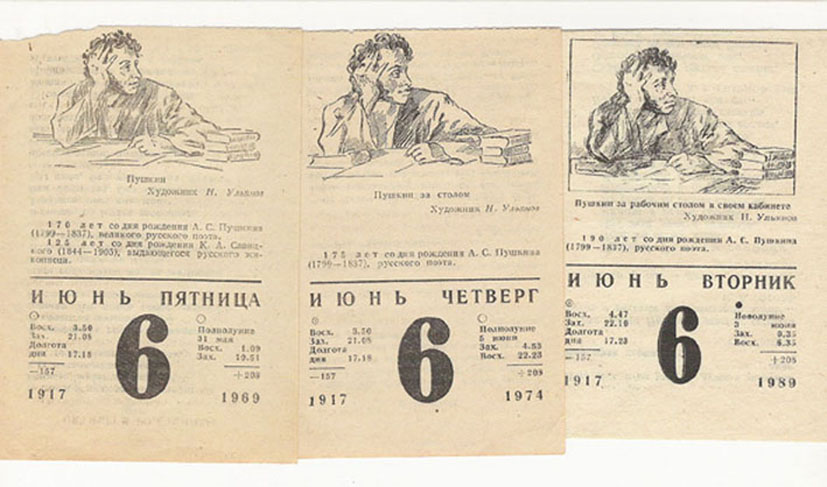 Пушкин
Художник Н. Ульянов
170 лет со дня рождения А. С. Пушкина
(1799—1837), великого русского поэта.
125 лет со дня рождения К. А. Савиц-
кого (1844—1905), выдающегося русского жи-
вописца.
ИЮНЬ ПЯТНИЦА
Восх. 3.50
Зах. 21.08
Долгота
дня 17.18
—157
6
Полнолуние
31 мая
Восх. 1.09
Зах. 10.51
+208
1917 1969
Пушкин за столом
Художник Н. Ульянов
175 лет со дня рождения А. С. Пушкина
(1799—1837), русского поэта.
ИЮНЬ ЧЕТВЕРГ
Восх. 3.50
Зах. 21.08
Долгота
дня 17.18
—157
6
Полнолуние
5 июня
Зах. 4.53
Восх. 22.23
+208
1917 1974
Пушкин за рабочим столом в своем кабинете
Художник Н. Ульянов
190 лет со дня рождения А. С. Пушкина
(1799—1837), русского поэта.
ИЮНЬ ВТОРНИК
Восх. 4.47
Зах. 22.10
Долгота
дня 17.23
—157
6
Новолуние
3 июня
Зах. 0.35
Восх. 6.35
+208
1917 1989